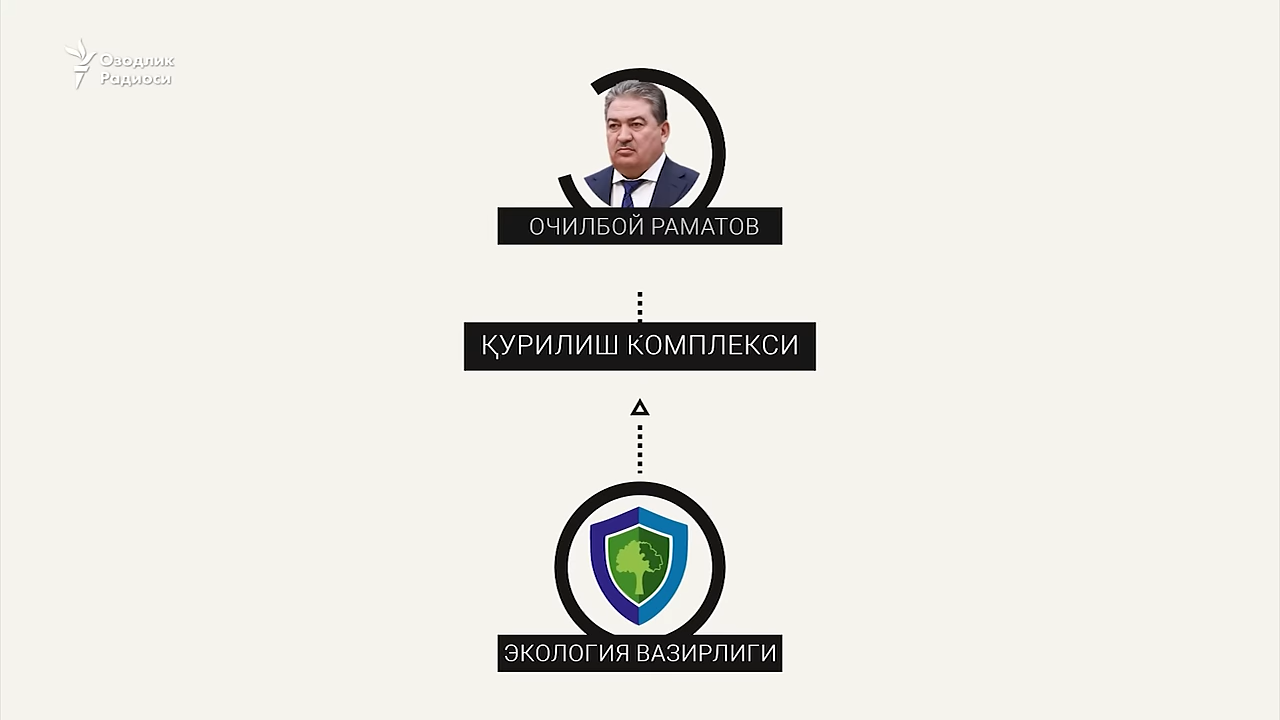 Озодлик
Радиоси
ОЧИЛБОЙ РАМАТОВ
ҚУРИЛИШ КОМПЛЕКСИ
ЭКОЛОГИЯ ВАЗИРЛИГИ